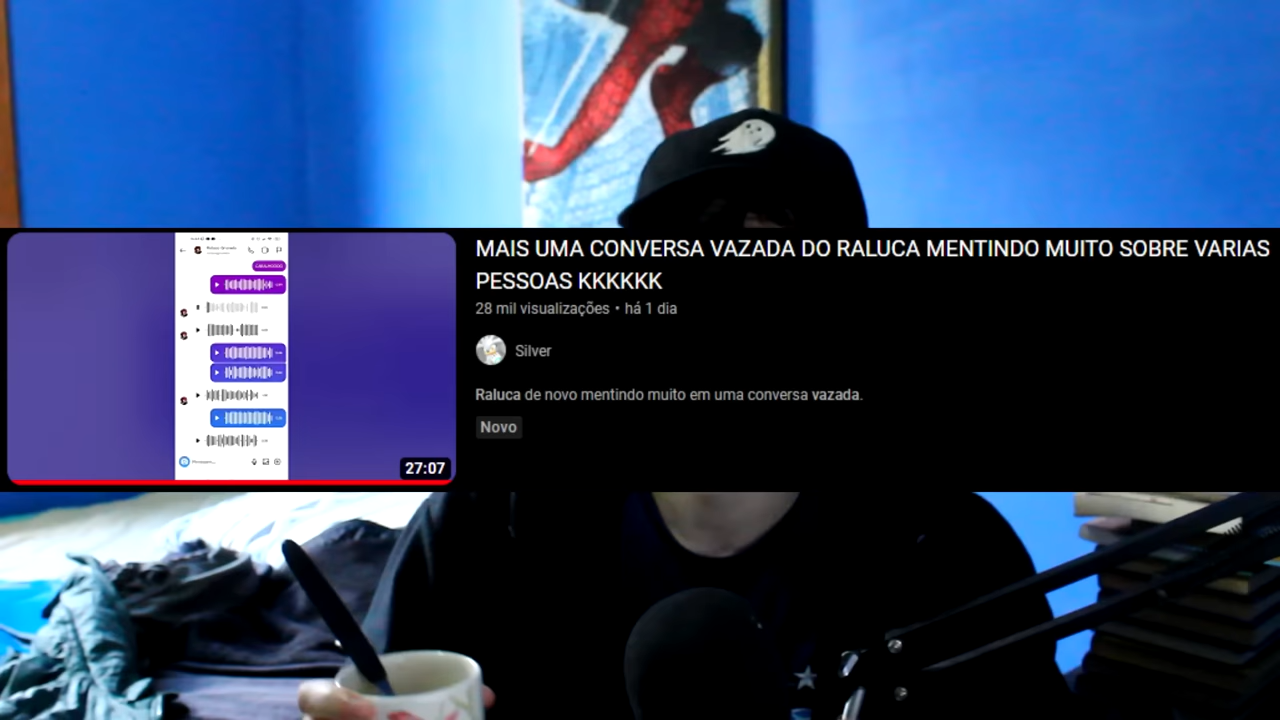 MAIS UMA CONVERSA VAZADA DO RALUCA MENTINDO MUITO SOBRE VARIAS
PESSOAS KKKKKK
28 mil visualizações • há 1 dia
Silver
Raluca de novo mentindo muito em uma conversa vazada.
Novo
27:07